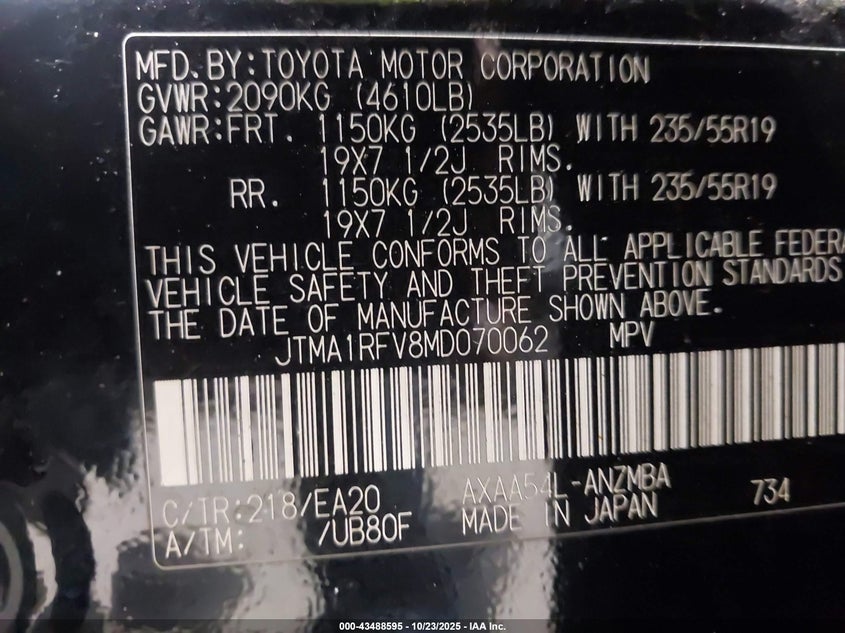 MFD. BY: TOYOTA MOTOR CORPORATION
GVWR: 2090KG (4610LB)
GAWR: FRT. 1150KG (2535LB) WITH 235/55R19
19X7 1/2J RIMS.
RR. 1150KG (2535LB) WITH 235/55R19
19X7 1/2J RIMS.
THIS VEHICLE CONFORMS TO ALL APPLICABLE FEDERA
VEHICLE SAFETY AND THEFT PREVENTION STANDARDS
THE DATE OF MANUFACTURE SHOWN ABOVE.
JTMA1RFV8MD070062 MPV
C/TR: 218/EA20 AXAA54L-ANZMBA 734
A/TM: /UB80F MADE IN JAPAN
000-43488595 - 10/23/2025 - IAA Inc.